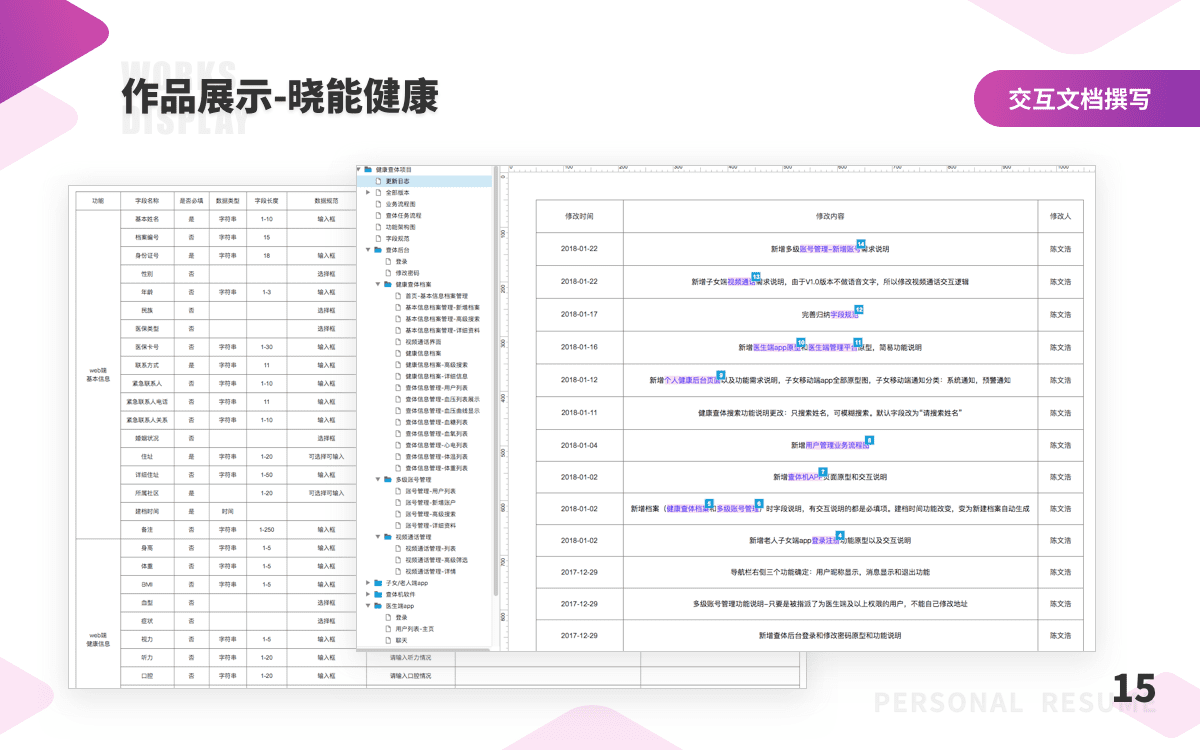 WORKS
作品展示-晓能健康
DISPLAY
交互文档撰写
功能 字段名称 是否必填 数据类型 字段长度 数据规范
web端
基本信息
基本姓名 是 字符串 1-10 输入框
档案编号 否 字符串 15
身份证号 是 字符串 18 输入框
性别 否 选择框
年龄 否 字符串 1-3 输入框
民族 否 选择框
医保类型 否 选择框
医保卡号 否 字符串 1-30 输入框
联系方式 是 字符串 11 输入框
紧急联系人 否 字符串 1-10 输入框
紧急联系人电话 否 字符串 11 输入框
紧急联系人关系 否 字符串 1-10 输入框
婚姻状况 否 选择框
住址 是 字符串 1-20 可选择可输入
详细住址 否 字符串 1-50 输入框
所属社区 是 1-20 可选择可输入
建档时间 是 时间
备注 否 字符串 1-250 输入框
web端
健康信息
身高 否 字符串 1-5 输入框
体重 否 字符串 1-5 输入框
BMI 否 字符串 1-5 输入框
血型 否 选择框
症状 否 选择框
视力 否 字符串 1-5 输入框
听力 否 字符串 1-20 输入框 请输入听力情况
口腔 否 字符串 1-20 输入框 请输入口腔情况
健康查体项目
更新日志
全部版本
业务流程图
查体任务流程
功能架构图
字段规范
查体后台
登录
修改密码
健康查体档案
首页-基本信息档案管理
基本信息档案管理-新增档案
基本信息档案管理-高级搜索
基本信息档案管理-详细资料
视频通话界面
健康信息档案
健康信息档案-高级搜索
健康信息档案-详细信息
查体信息管理-用户列表
查体信息管理-血压列表展示
查体信息管理-血压曲线显示
查体信息管理-血糖列表
查体信息管理-血氧列表
查体信息管理-心电列表
查体信息管理-体温列表
查体信息管理-体重列表
多级账号管理
账号管理-用户列表
账号管理-新增账户
账号管理-高级搜索
账号管理-详细资料
视频通话管理
视频通话管理-列表
视频通话管理-高级筛选
视频通话管理-详情
子女/老人端app
查体机软件
医生端app
登录
用户列表-主页
聊天
0 100 200 300 400 500 600 700 800 900 1000
0
100
200
300
400
500
600
700
800
修改时间 修改内容 修改人
2018-01-22 新增多级账号管理-新增账号需求说明 14 陈文浩
2018-01-22 新增子女端视频通话需求说明，由于V1.0版本不做语音文字，所以修改视频通话交互逻辑 13 陈文浩
2018-01-17 完善归纳字段规范 12 陈文浩
2018-01-16 新增医生端app原型和医生端管理平台原型，简易功能说明 10 11 陈文浩
2018-01-12 新增个人健康后台页面以及功能需求说明，子女移动端app全部原型图，子女移动端通知分类：系统通知，预警通知 9 陈文浩
2018-01-11 健康查体搜索功能说明更改：只搜索姓名，可模糊搜索。默认字段改为“请搜索姓名” 陈文浩
2018-01-04 新增用户管理业务流程图 8 陈文浩
2018-01-02 新增查体机APP页面原型和交互说明 7 陈文浩
2018-01-02 新增档案（健康查体档案和多级账号管理）时字段说明，有交互说明的都是必填项。建档时间功能改变，变为新建档案自动生成 5 6 陈文浩
2018-01-02 新增老人子女端app登录注册功能原型以及交互说明 4 陈文浩
2017-12-29 导航栏右侧三个功能确定：用户昵称显示，消息显示和退出功能 陈文浩
2017-12-29 多级账号管理功能说明-只要是被指派了为医生端及以上权限的用户，不能自己修改地址 陈文浩
2017-12-29 新增查体后台登录和修改密码原型和功能说明 陈文浩
PERSONAL RESUME
15